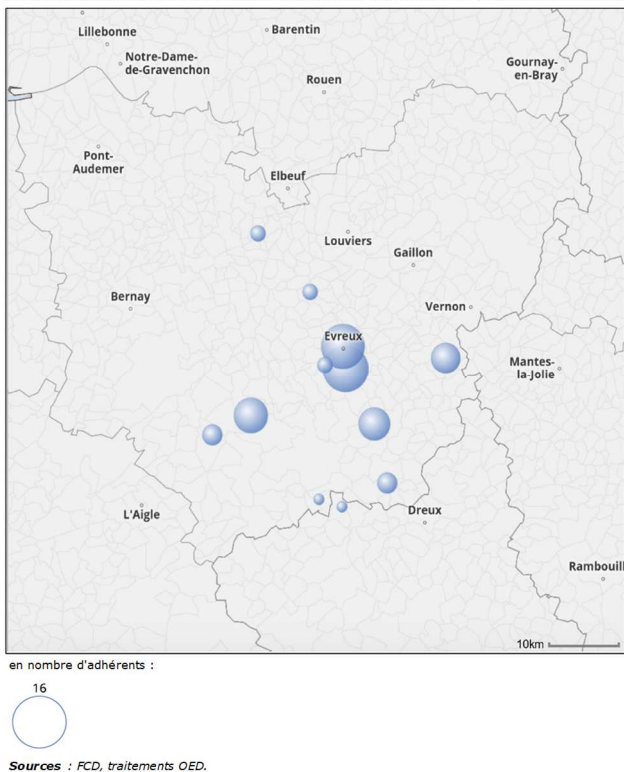 Lillebonne
Barentin
Notre-Dame-
de-Gravenchon
Gournay-
en-Bray
Rouen
Pont-
Audemer
Elbeuf
Louviers
Gaillon
Bernay
Vernon
Evreux
Mantes-
la-Jolie
L'Aigle
Dreux
Rambouill
10km
en nombre d'adhérents :
16
Sources : FCD, traitements OED.